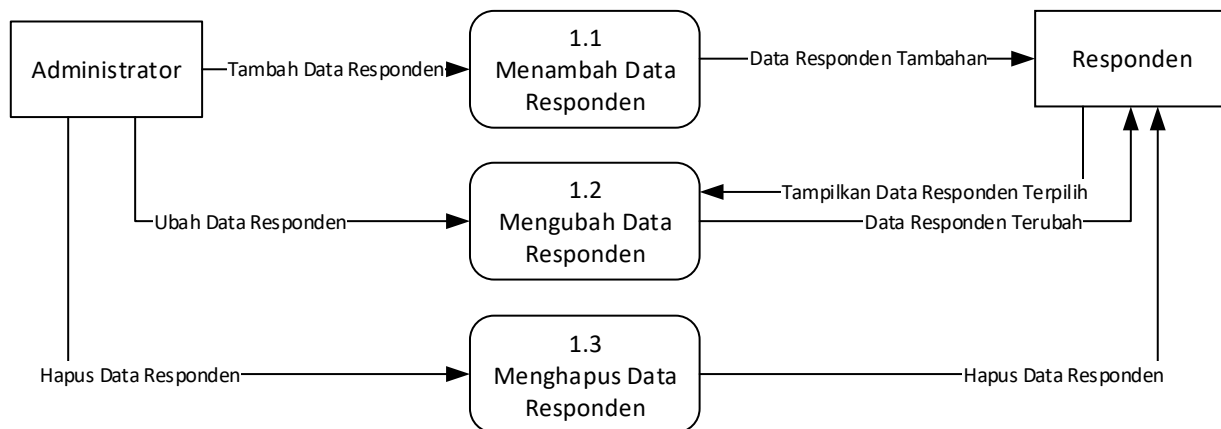 1.1
Administrator
Tambah Data Responden
Menambah Data
Responden
Data Responden Tambahan
Responden
1.2
Mengubah Data
Responden
Tampilkan Data Responden Terpilih
Ubah Data Responden
Data Responden Terubah
1.3
Menghapus Data
Responden
Hapus Data Responden
Hapus Data Responden